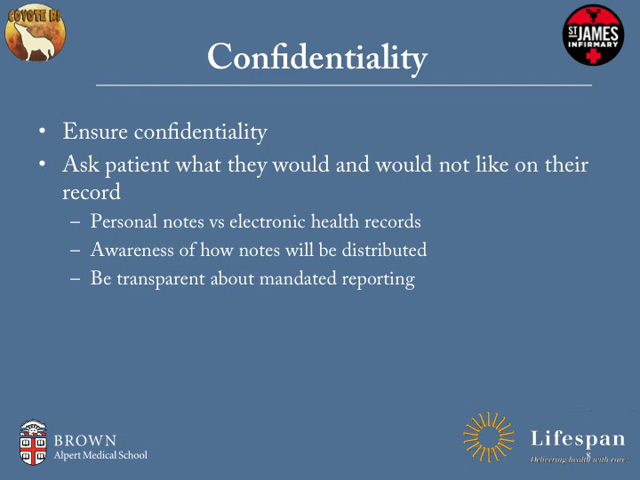 COYOTE RI
ST JAMES
INFIRMARY
Confidentiality
• Ensure confidentiality
• Ask patient what they would and would not like on their
record
– Personal notes vs electronic health records
– Awareness of how notes will be distributed
– Be transparent about mandated reporting
BROWN
Alpert Medical School
Lifespan
Delivering health with care.
8